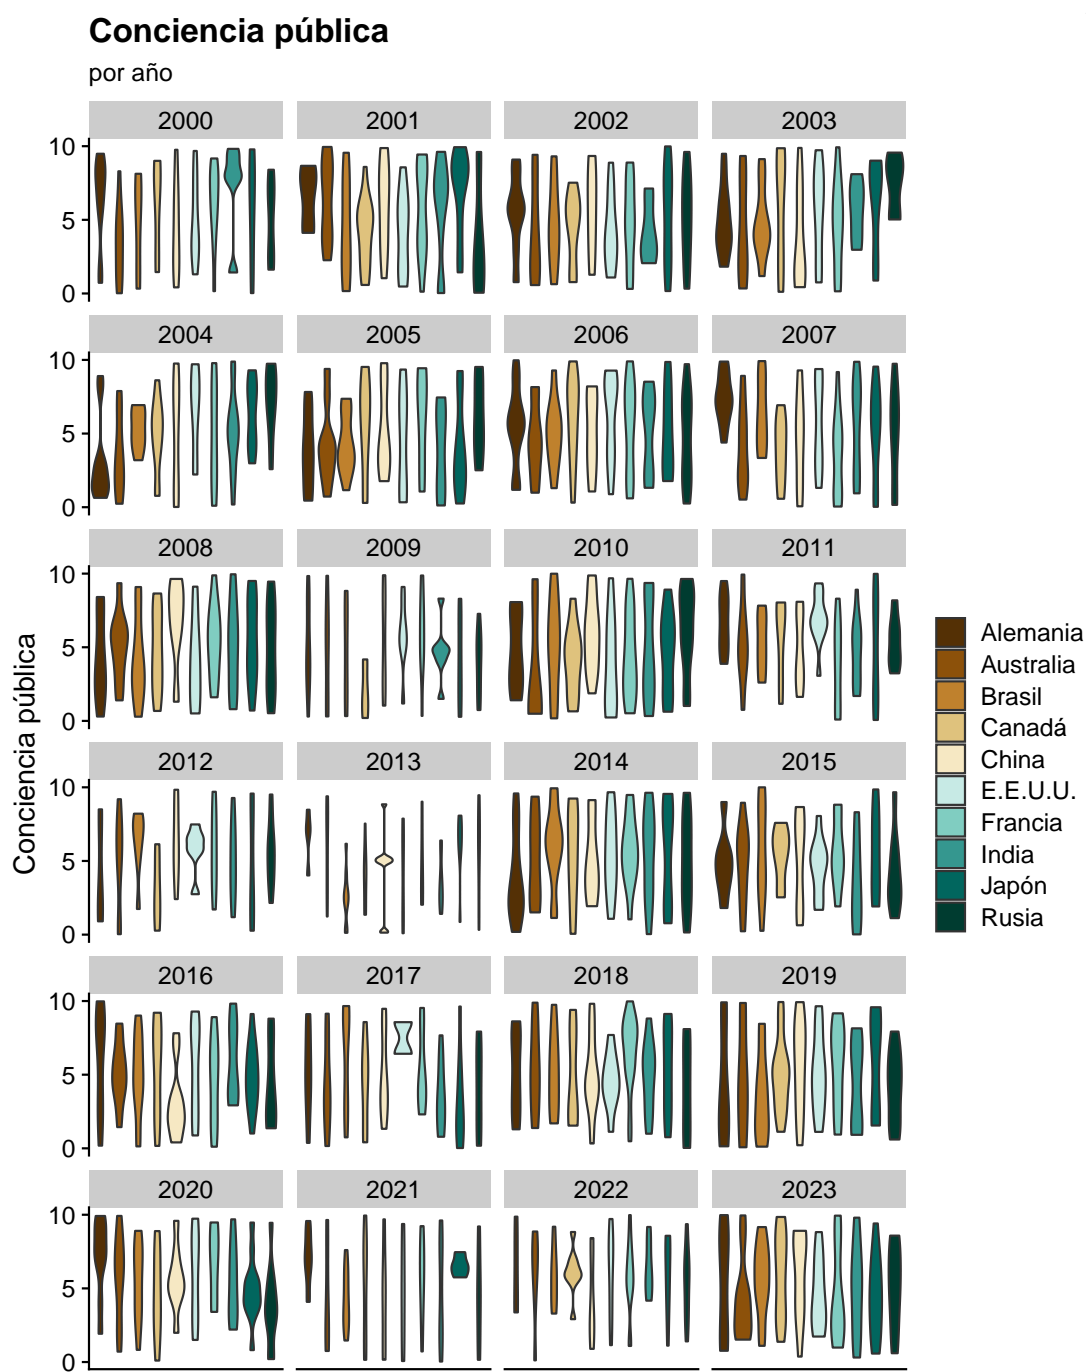 Conciencia pública
por año
2000 2001 2002 2003
10
5
0
2004 2005 2006 2007
10
5
0
2008 2009 2010 2011
10
5
0
2012 2013 2014 2015
10
5
0
2016 2017 2018 2019
10
5
0
2020 2021 2022 2023
10
5
0
Conciencia pública
Alemania
Australia
Brasil
Canadá
China
E.E.U.U.
Francia
India
Japón
Rusia